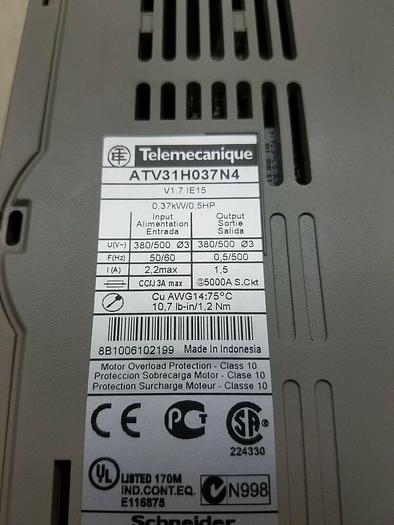 Telemecanique
ATV31H037N4
V1.7 IE15
0,37kW/0,5HP
Input Output
Alimentation Sortie
Entrada Salida
U(V~) 380/500 Ø3 380/500 Ø3
F(Hz) 50/60 0,5/500
I (A) 2,2max 1,5
CC/J 3A max @5000A S.Ckt
Cu AWG14:75°C
10,7 lb-in/1,2 Nm
8B1006102199 Made in Indonesia
Motor Overload Protection - Class 10
Proteccion Sobrecarga Motor - Clase 10
Protection Surcharge Moteur - Classe 10
CE PCT SA
224330
UL LISTED 170M
IND.CONT.EQ.
E116875
N998
Schneider